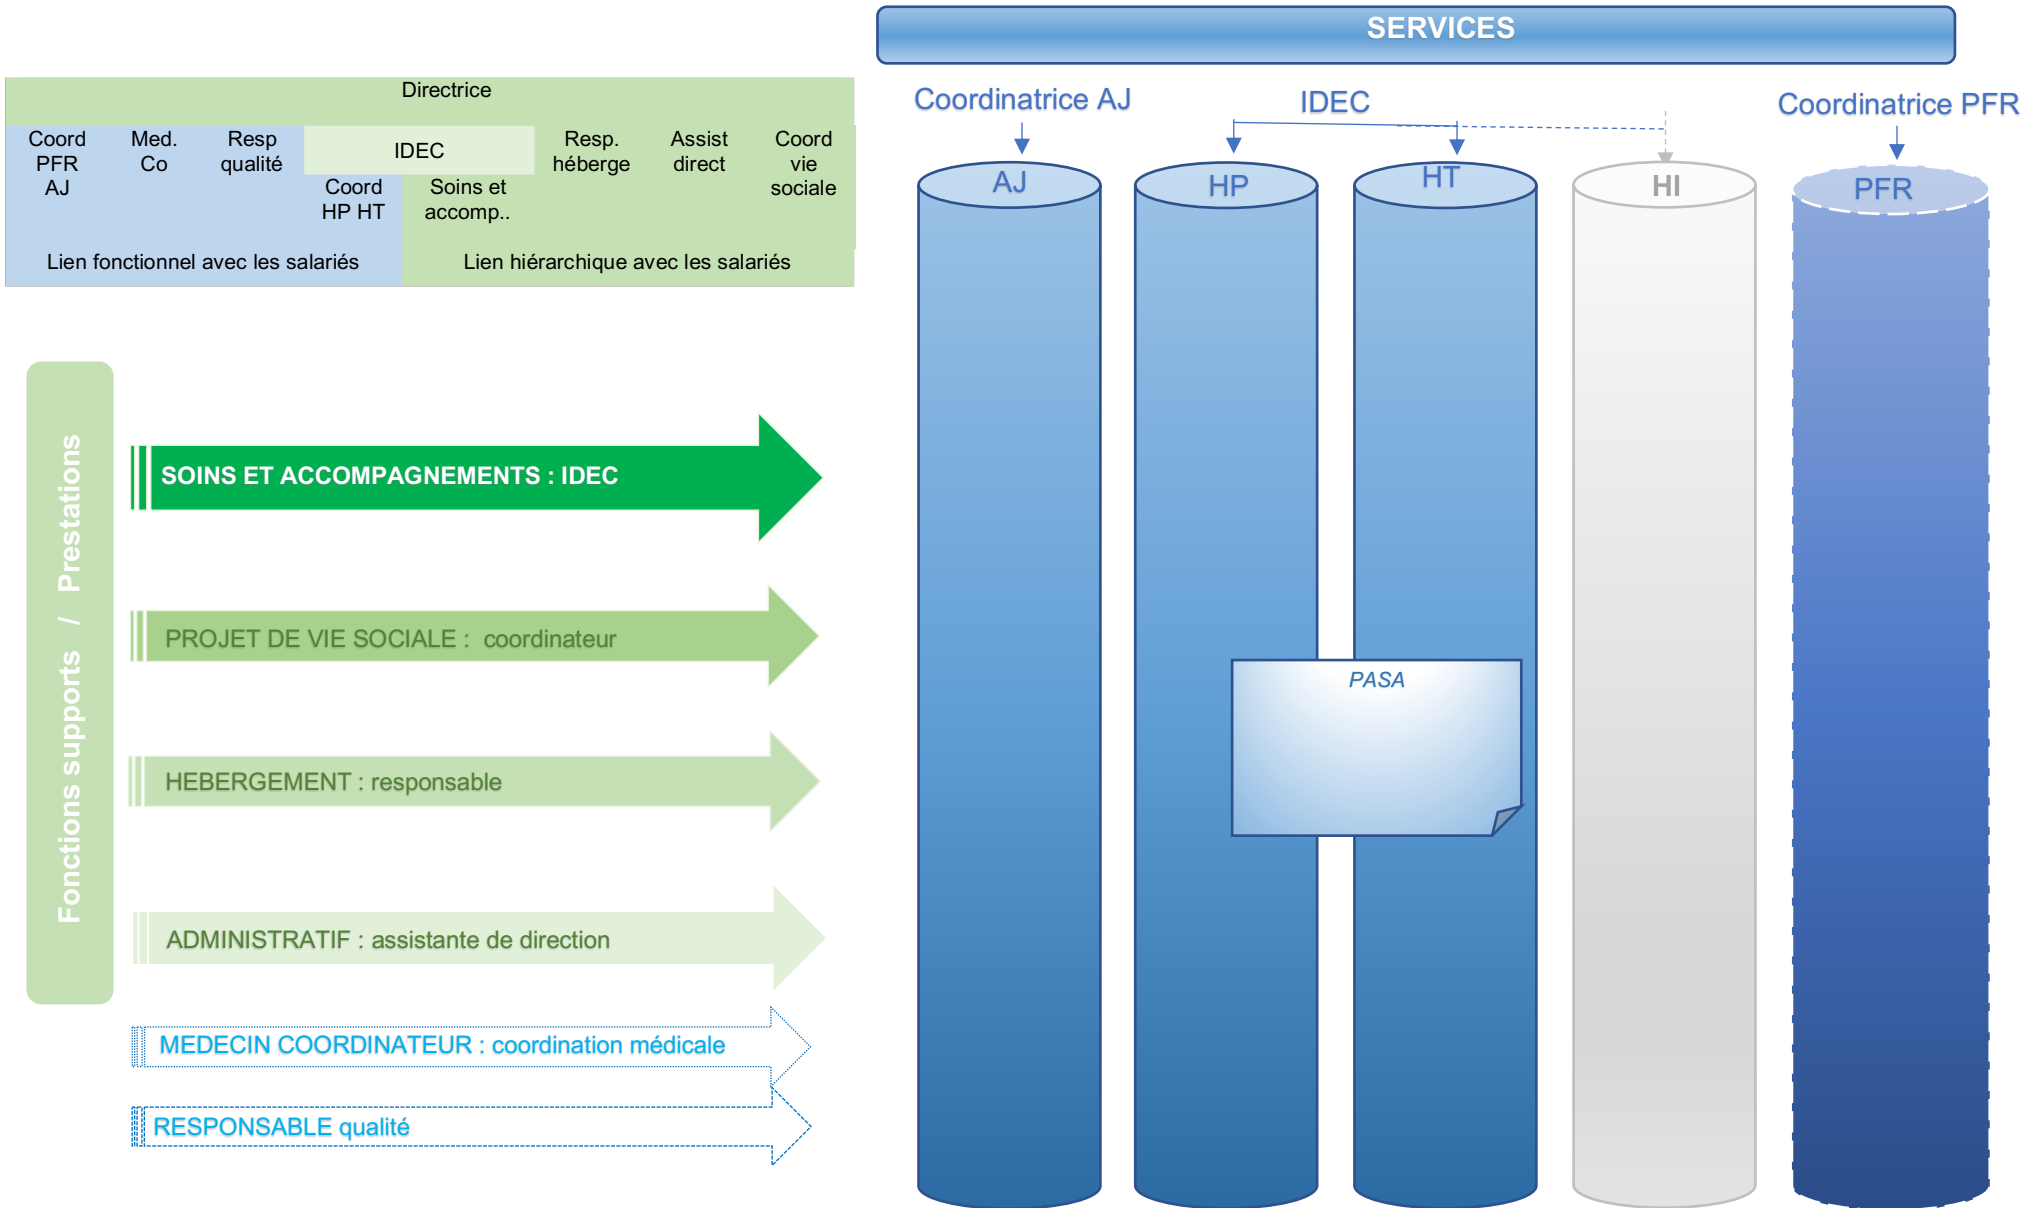 SERVICES
Directrice
Coord
PFR
AJ
Med.
Co
Resp
qualité
IDEC
Coord
HP HT
Soins et
accomp..
Resp.
héberge
Assist
direct
Coord
vie
sociale
Lien fonctionnel avec les salariés
Lien hiérarchique avec les salariés
Coordinatrice AJ
IDEC
Coordinatrice PFR
AJ
HP
HT
HI
PFR
Fonctions supports / Prestations
SOINS ET ACCOMPAGNEMENTS : IDEC
PROJET DE VIE SOCIALE : coordinateur
PASA
HEBERGEMENT : responsable
ADMINISTRATIF : assistante de direction
MEDECIN COORDINATEUR : coordination médicale
RESPONSABLE qualité